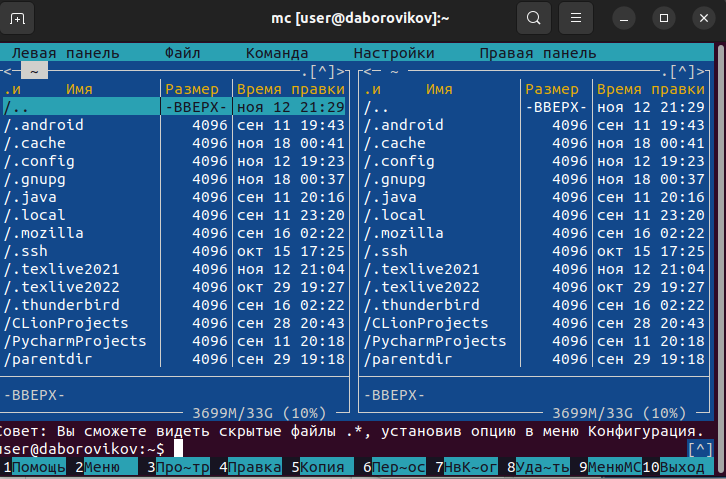 mc [user@daborovikov]:~
Левая панель Файл Команда Настройки Правая панель
<— ~ .[^]> <— ~ .[^]>
.и Имя Размер Время правки .и Имя Размер Время правки
/.. -ВВЕРХ- ноя 12 21:29 /.. -ВВЕРХ- ноя 12 21:29
/.android 4096 сен 11 19:43 /.android 4096 сен 11 19:43
/.cache 4096 ноя 18 00:41 /.cache 4096 ноя 18 00:41
/.config 4096 ноя 12 19:23 /.config 4096 ноя 12 19:23
/.gnupg 4096 ноя 18 00:37 /.gnupg 4096 ноя 18 00:37
/.java 4096 сен 11 20:16 /.java 4096 сен 11 20:16
/.local 4096 сен 11 23:20 /.local 4096 сен 11 23:20
/.mozilla 4096 сен 16 02:22 /.mozilla 4096 сен 16 02:22
/.ssh 4096 окт 15 17:25 /.ssh 4096 окт 15 17:25
/.texlive2021 4096 ноя 12 21:04 /.texlive2021 4096 ноя 12 21:04
/.texlive2022 4096 окт 29 19:27 /.texlive2022 4096 окт 29 19:27
/.thunderbird 4096 сен 16 02:22 /.thunderbird 4096 сен 16 02:22
/CLionProjects 4096 сен 28 20:43 /CLionProjects 4096 сен 28 20:43
/PycharmProjects 4096 сен 11 20:18 /PycharmProjects 4096 сен 11 20:18
/parentdir 4096 сен 29 19:18 /parentdir 4096 сен 29 19:18
-ВВЕРХ- -ВВЕРХ-
3699M/33G (10%) 3699M/33G (10%)
Совет: Вы сможете видеть скрытые файлы .*, установив опцию в меню Конфигурация.
user@daborovikov:~$ [^]
1Помощь 2Меню 3Про~тр 4Правка 5Копия 6Пер~ос 7НвК~ог 8Уда~ть 9МенюМС 10Выход